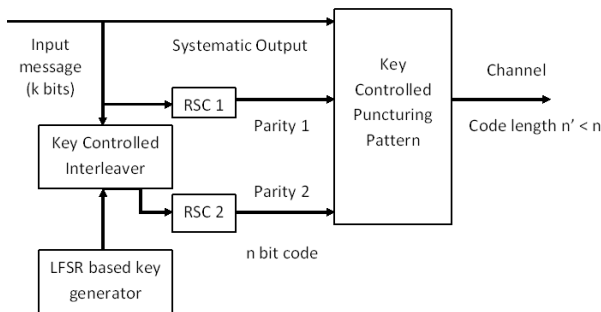 Input
message
(k bits)
Systematic Output
Key
Controlled
Puncturing
Pattern
Channel
Code length n' < n
RSC 1
Parity 1
Key Controlled
Interleaver
Parity 2
RSC 2
n bit code
LFSR based key
generator